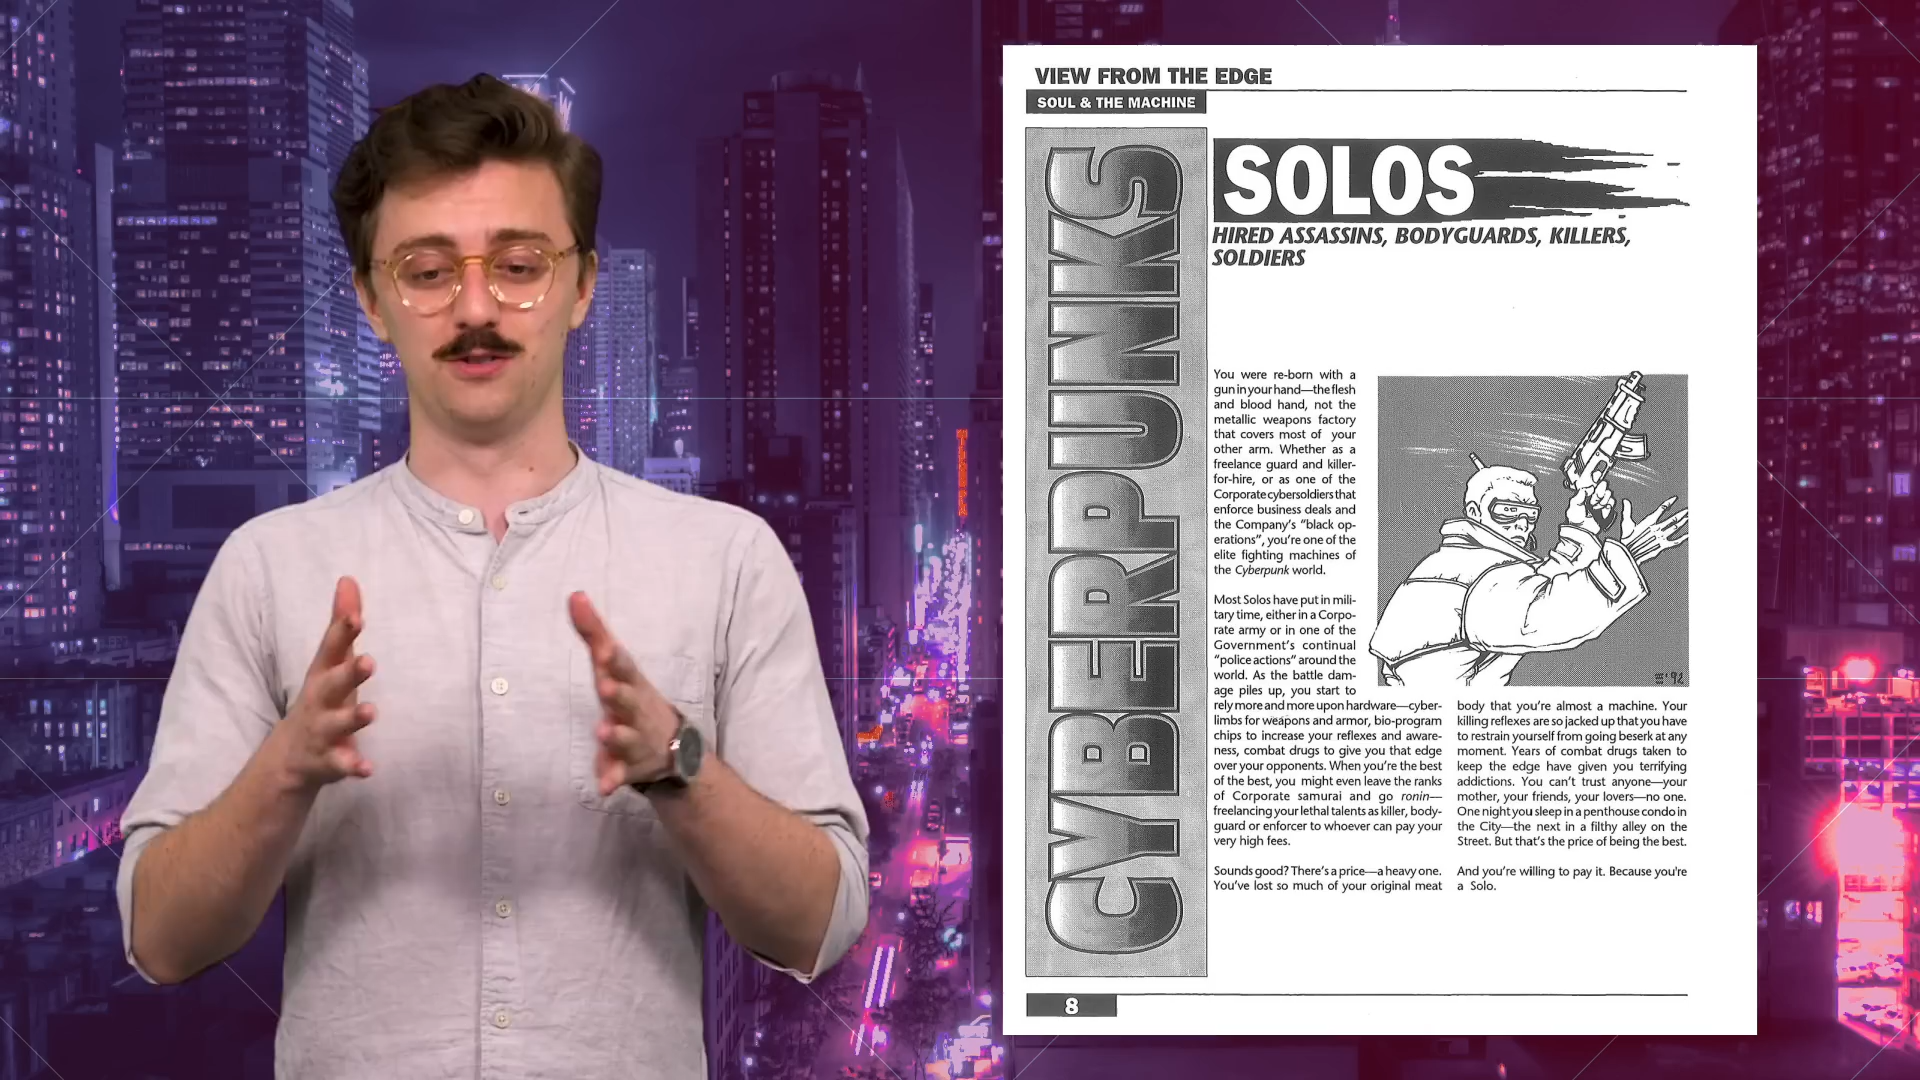 VIEW FROM THE EDGE
SOUL & THE MACHINE
CYBERPUNKS
SOLOS
HIRED ASSASSINS, BODYGUARDS, KILLERS,
SOLDIERS
You were re-born with a
gun in your hand—the flesh
and blood hand, not the
metallic weapons factory
that covers most of your
other arm. Whether as a
freelance guard and killer-
for-hire, or as one of the
Corporate cybersoldiers that
enforce business deals and
the Company's "black op-
erations", you're one of the
elite fighting machines of
the Cyberpunk world.
Most Solos have put in mili-
tary time, either in a Corpo-
rate army or in one of the
Government's continual
"police actions" around the
world. As the battle dam-
age piles up, you start to
rely more and more upon hardware—cyber-
limbs for weapons and armor, bio-program
chips to increase your reflexes and aware-
ness, combat drugs to give you that edge
over your opponents. When you're the best
of the best, you might even leave the ranks
of Corporate samurai and go ronin—
freelancing your lethal talents as killer, body-
guard or enforcer to whoever can pay your
very high fees.
Sounds good? There's a price—a heavy one.
You've lost so much of your original meat
body that you're almost a machine. Your
killing reflexes are so jacked up that you have
to restrain yourself from going beserk at any
moment. Years of combat drugs taken to
keep the edge have given you terrifying
addictions. You can't trust anyone—your
mother, your friends, your lovers—no one.
One night you sleep in a penthouse condo in
the City—the next in a filthy alley on the
Street. But that's the price of being the best.
And you're willing to pay it. Because you're
a Solo.
'92
8